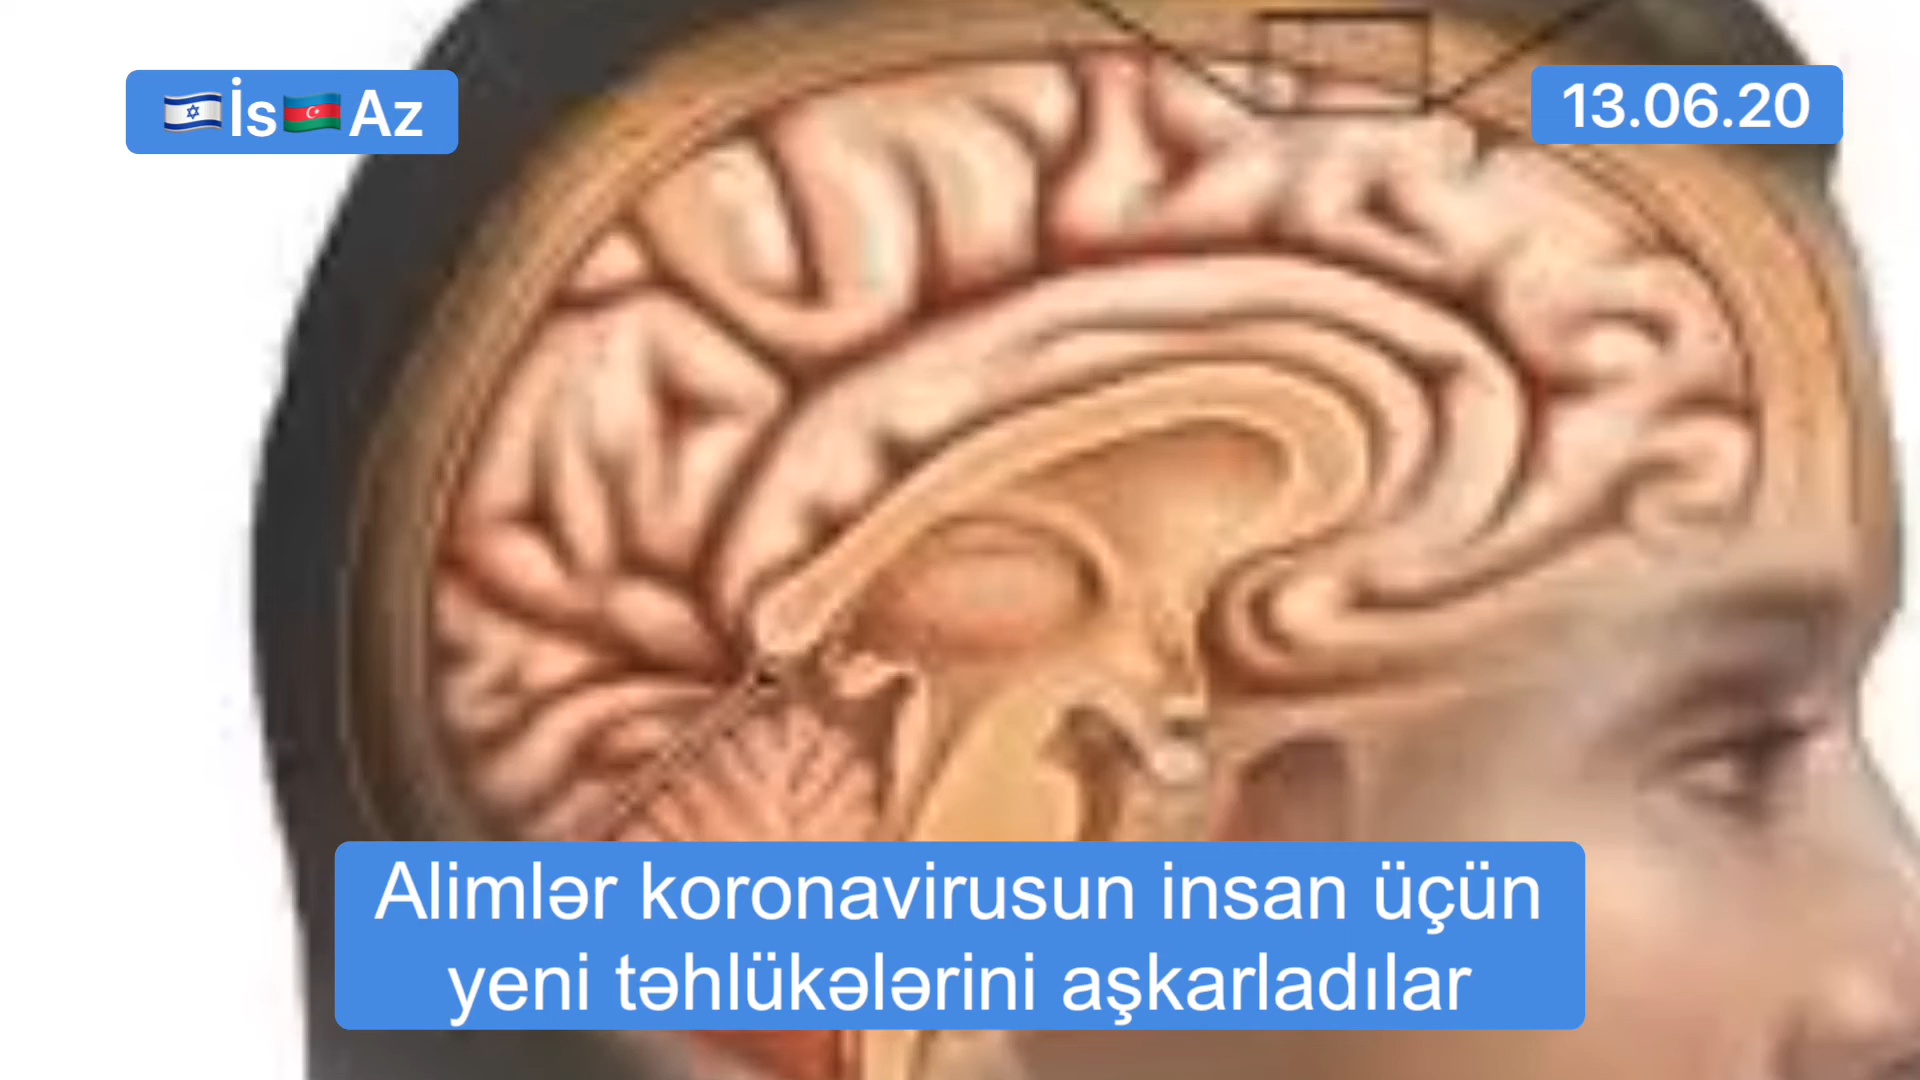 🇮🇱İs🇦🇿Az
13.06.20
Alimlər koronavirusun insan üçün
yeni təhlükələrini aşkarladılar